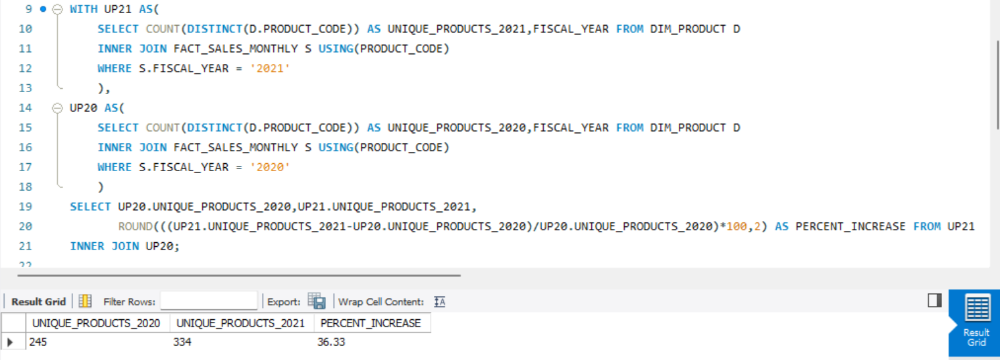 9 WITH UP21 AS(
10 SELECT COUNT(DISTINCT(D.PRODUCT_CODE)) AS UNIQUE_PRODUCTS_2021,FISCAL_YEAR FROM DIM_PRODUCT D
11 INNER JOIN FACT_SALES_MONTHLY S USING(PRODUCT_CODE)
12 WHERE S.FISCAL_YEAR = '2021'
13 ),
14 UP20 AS(
15 SELECT COUNT(DISTINCT(D.PRODUCT_CODE)) AS UNIQUE_PRODUCTS_2020,FISCAL_YEAR FROM DIM_PRODUCT D
16 INNER JOIN FACT_SALES_MONTHLY S USING(PRODUCT_CODE)
17 WHERE S.FISCAL_YEAR = '2020'
18 )
19 SELECT UP20.UNIQUE_PRODUCTS_2020,UP21.UNIQUE_PRODUCTS_2021,
20 ROUND(((UP21.UNIQUE_PRODUCTS_2021-UP20.UNIQUE_PRODUCTS_2020)/UP20.UNIQUE_PRODUCTS_2020)*100,2) AS PERCENT_INCREASE FROM UP21
21 INNER JOIN UP20;
22
Result Grid Filter Rows: Export: Wrap Cell Content: IA
UNIQUE_PRODUCTS_2020 UNIQUE_PRODUCTS_2021 PERCENT_INCREASE
245 334 36.33
Result
Grid